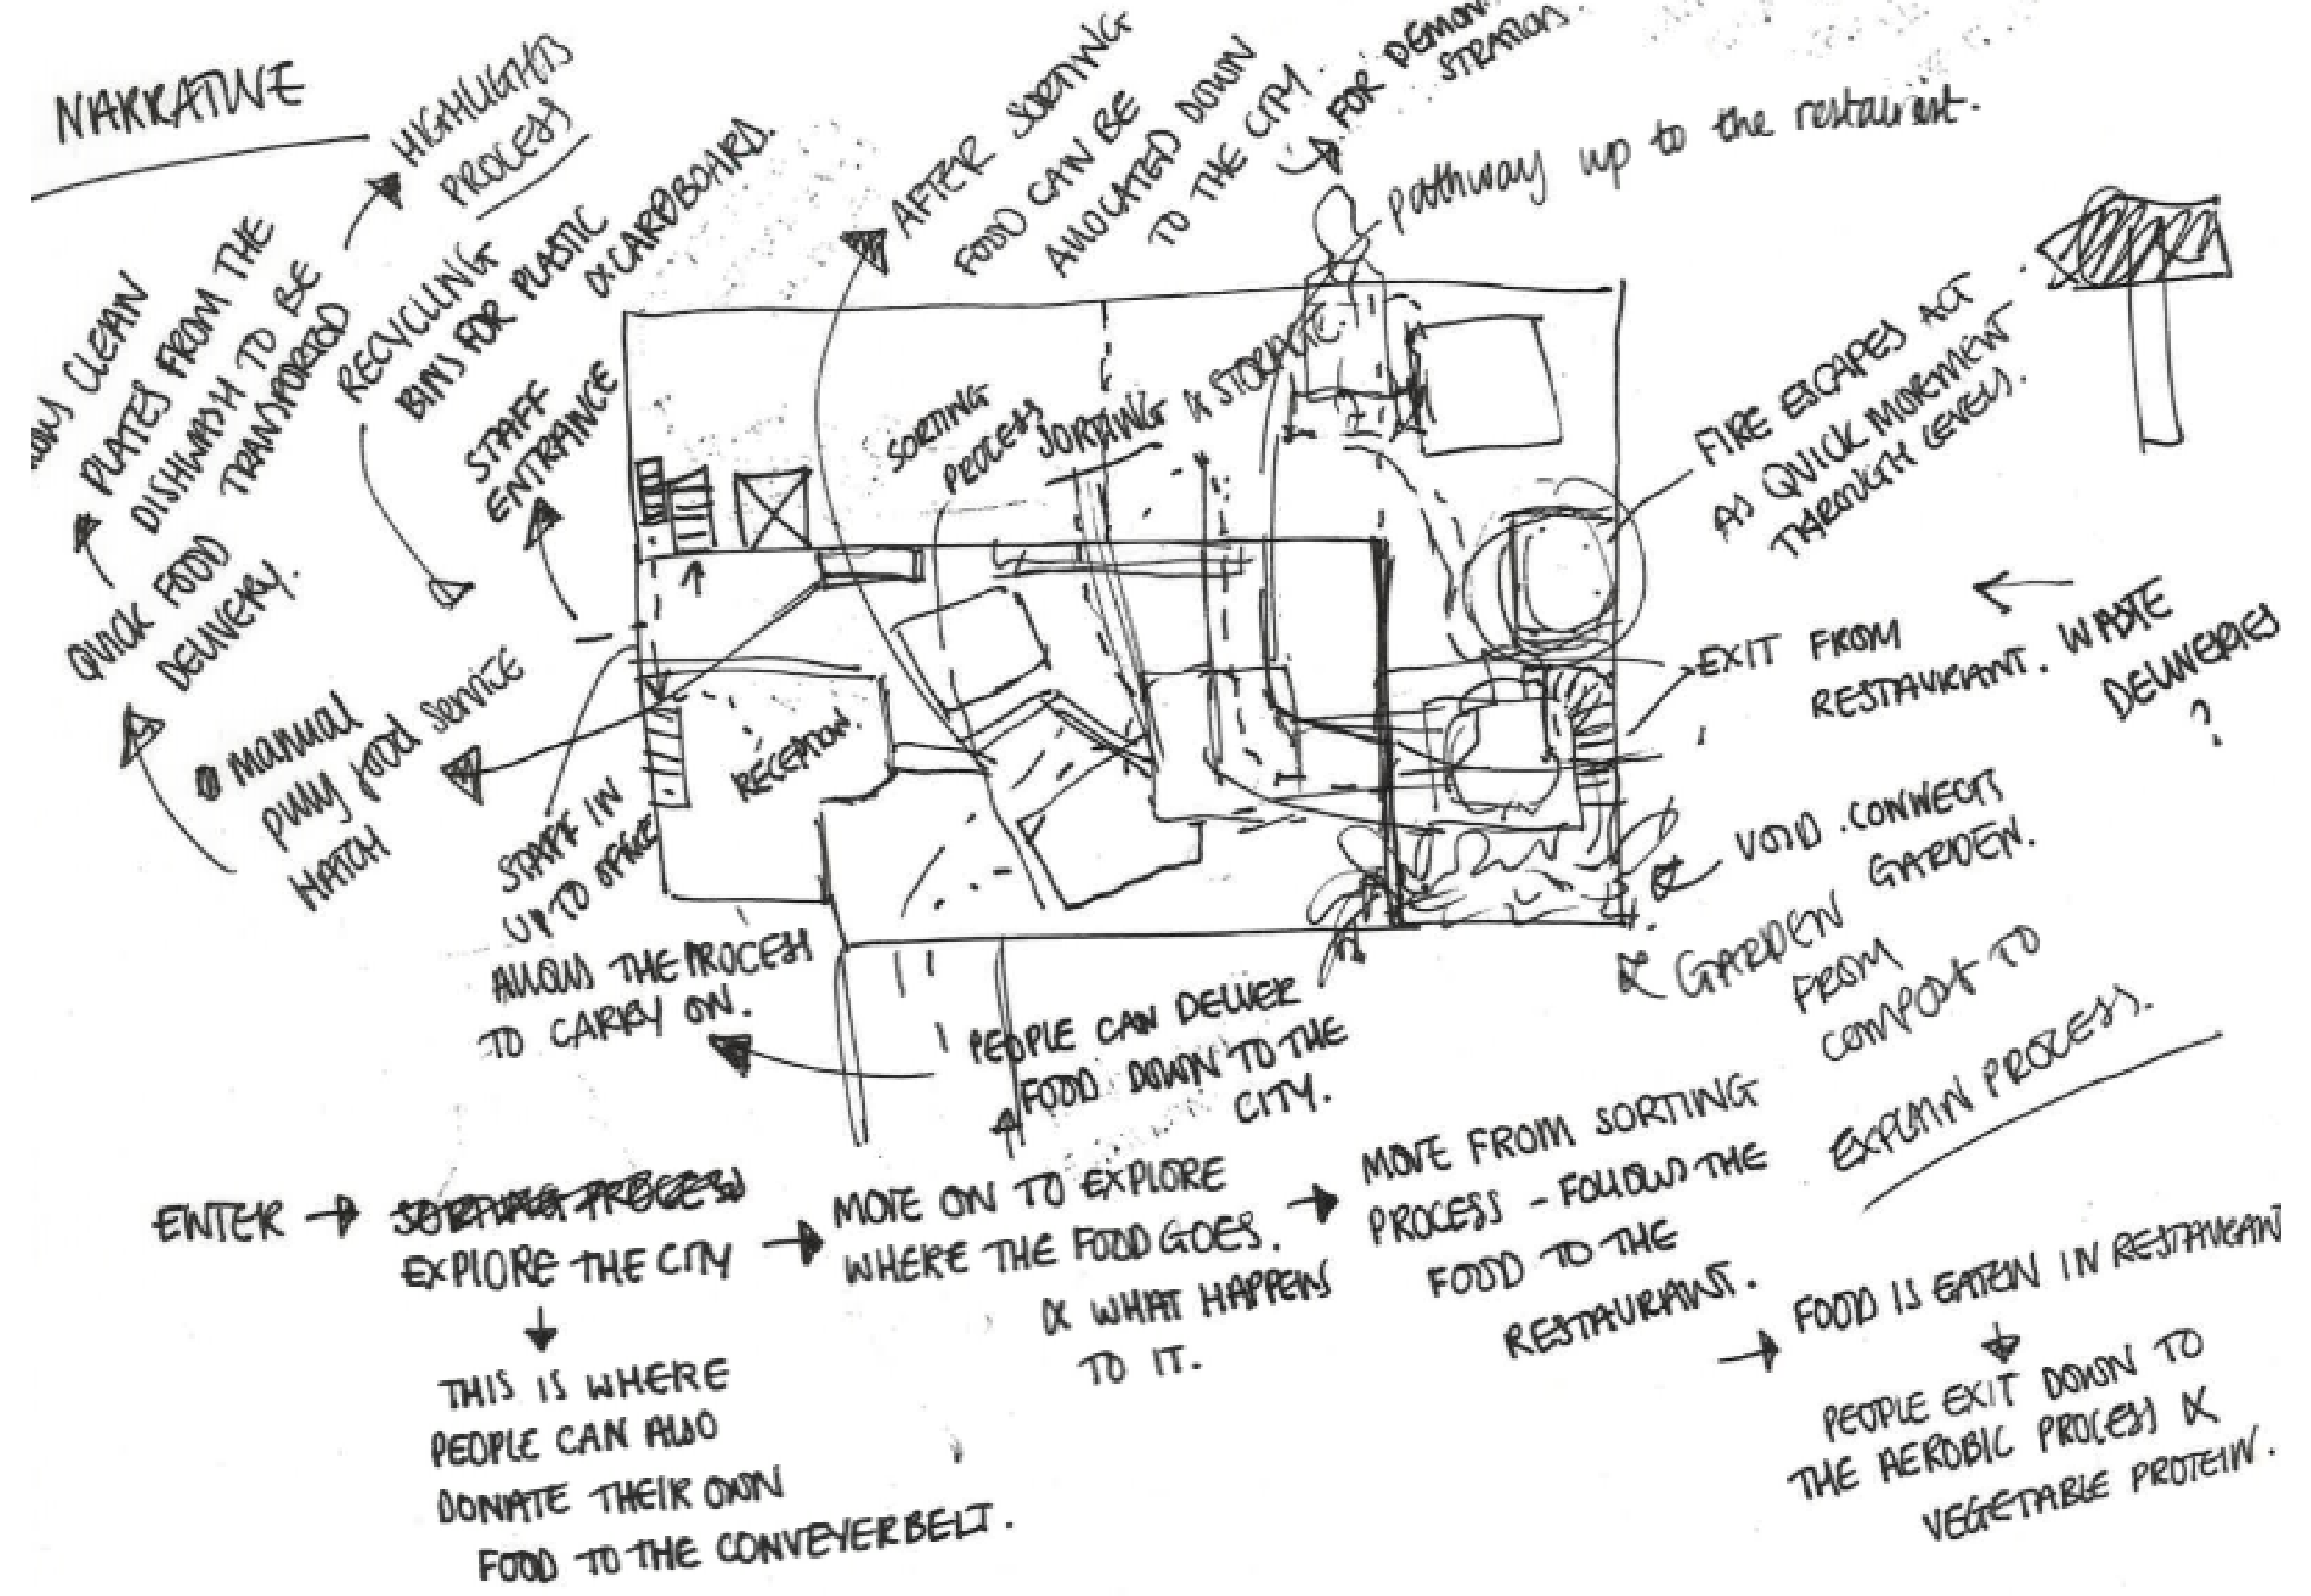 NARRATIVE
HIGHLIGHTS
PROCESS
CLEAN
PLATES FROM THE
DISHWASH TO BE
TRANSPORTED
QUICK FOOD
DELIVERY.
RECYCLING
BINS FOR PLASTIC
& CARDBOARD.
STAFF
ENTRANCE
manual
pully food service
HATCH
AFTER SORTING
FOOD CAN BE
ALLOCATED DOWN
TO THE CITY.
FOR DEMON
STRATION.
pathway up to the restaurant.
SORTING
PROCESS
SORTING & STORAGE
RECEPTION.
FIRE ESCAPES ACT
AS QUICK MOVEMENT
THROUGH LEVELS.
EXIT FROM
RESTAURANT.
WASTE
DELIVERIES
?
VOID. CONNECTS
GARDEN.
& GARDEN
FROM
COMPOST TO
EXPLAIN PROCESS.
STAFF IN
UP TO OFFICE
ALLOWS THE PROCESS
TO CARRY ON.
PEOPLE CAN DELIVER
FOOD DOWN TO THE
CITY.
ENTER → SORTING PROCESS
EXPLORE THE CITY
THIS IS WHERE
PEOPLE CAN ALSO
DONATE THEIR OWN
FOOD TO THE CONVEYER BELT.
MOVE ON TO EXPLORE
WHERE THE FOOD GOES.
& WHAT HAPPENS
TO IT.
MOVE FROM SORTING
PROCESS - FOLLOWS THE
FOOD TO THE
RESTAURANT.
→ FOOD IS EATEN IN RESTAURAN
PEOPLE EXIT DOWN TO
THE AEROBIC PROCESS &
VEGETABLE PROTEIN.